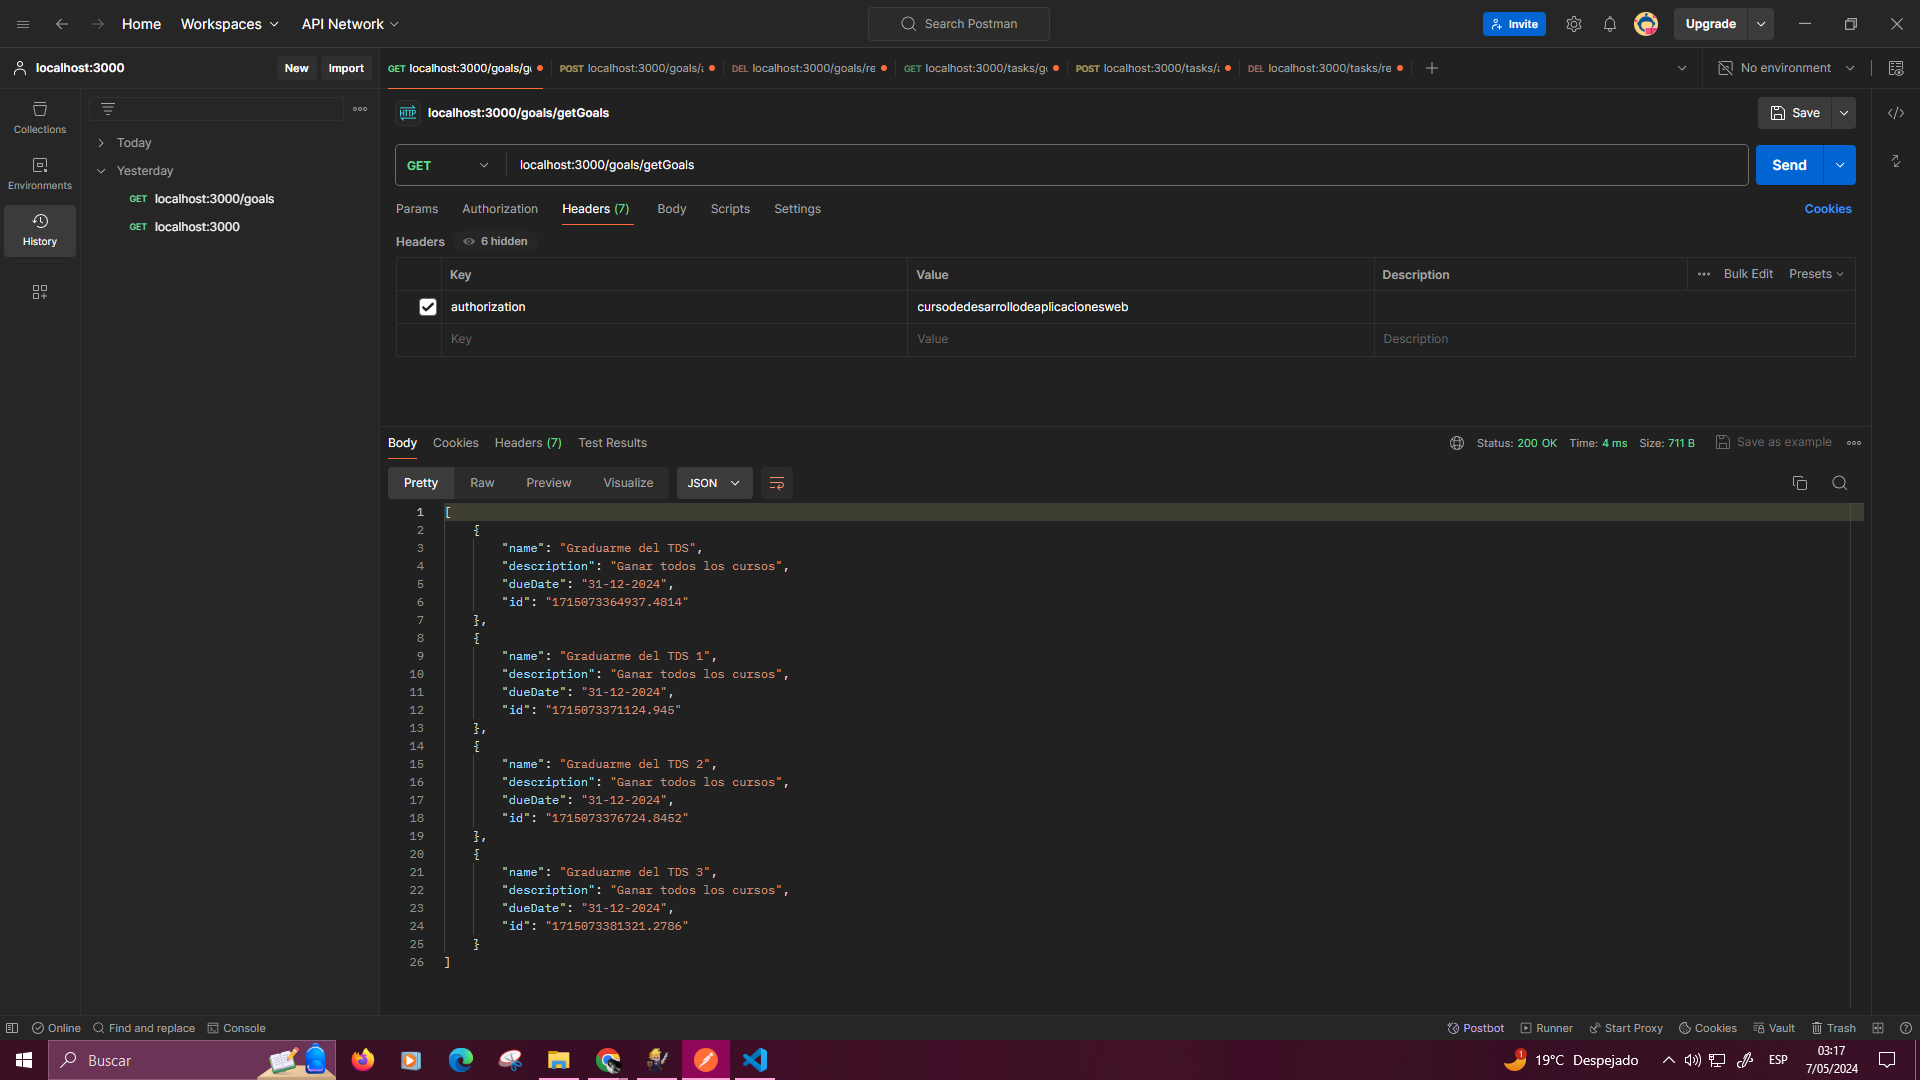 Home Workspaces API Network Search Postman Invite Upgrade
localhost:3000 New Import
GET localhost:3000/goals/g POST localhost:3000/goals/ DEL localhost:3000/goals/re GET localhost:3000/tasks/g POST localhost:3000/tasks/ DEL localhost:3000/tasks/re No environment
Collections
Environments
History
Today
Yesterday
GET localhost:3000/goals
GET localhost:3000
HTTP localhost:3000/goals/getGoals Save
GET localhost:3000/goals/getGoals Send
Params Authorization Headers (7) Body Scripts Settings Cookies
Headers 6 hidden
Key Value Description Bulk Edit Presets
authorization cursodedesarrollodeaplicacionesweb
Key Value Description
Body Cookies Headers (7) Test Results Status: 200 OK Time: 4 ms Size: 711 B Save as example
Pretty Raw Preview Visualize JSON
1 [
2 {
3 "name": "Graduarme del TDS",
4 "description": "Ganar todos los cursos",
5 "dueDate": "31-12-2024",
6 "id": "1715073364937.4814"
7 },
8 {
9 "name": "Graduarme del TDS 1",
10 "description": "Ganar todos los cursos",
11 "dueDate": "31-12-2024",
12 "id": "1715073371124.945"
13 },
14 {
15 "name": "Graduarme del TDS 2",
16 "description": "Ganar todos los cursos",
17 "dueDate": "31-12-2024",
18 "id": "1715073376724.8452"
19 },
20 {
21 "name": "Graduarme del TDS 3",
22 "description": "Ganar todos los cursos",
23 "dueDate": "31-12-2024",
24 "id": "1715073381321.2786"
25 }
26 ]
Online Find and replace Console Postbot Runner Start Proxy Cookies Vault Trash
Buscar 1 19°C Despejado ESP 03:17
7/05/2024